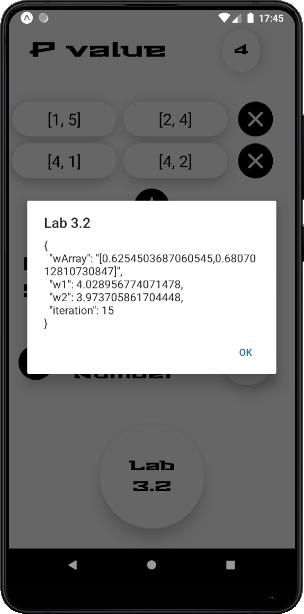 17:45
P value
4
[1, 5]
[2, 4]
[4, 1]
[4, 2]
Lab 3.2
{
"wArray": "[0.6254503687060545,0.68070
12810730847]",
"w1": 4.028956774071478,
"w2": 3.973705861704448,
"iteration": 15
}
OK
Number
Lab
3.2